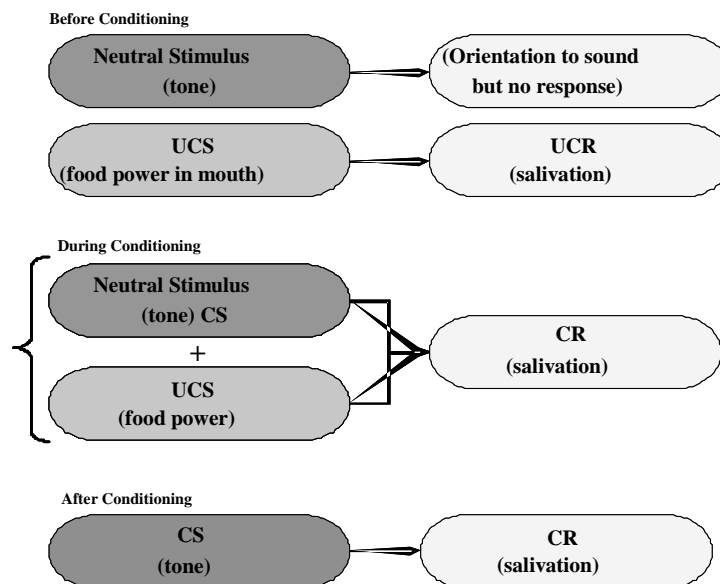 Before Conditioning
Neutral Stimulus
(tone)
(Orientation to sound
but no response)
UCS
(food power in mouth)
UCR
(salivation)
During Conditioning
Neutral Stimulus
(tone) CS
+
UCS
(food power)
CR
(salivation)
After Conditioning
CS
(tone)
CR
(salivation)